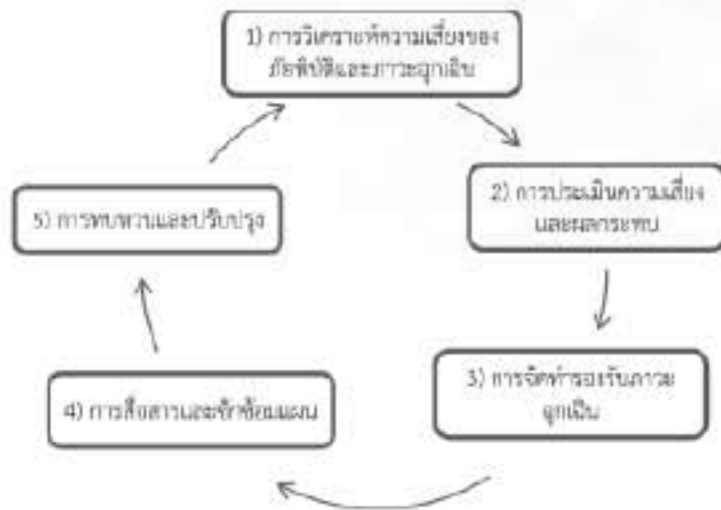 1) การวิเคราะห์ความเสี่ยงของ
ภัยพิบัติและภาวะฉุกเฉิน
2) การประเมินความเสี่ยง
และผลกระทบ
3) การจัดทำรองรับภาวะ
ฉุกเฉิน
4) การสื่อสารและซักซ้อมแผน
5) การทบทวนและปรับปรุง